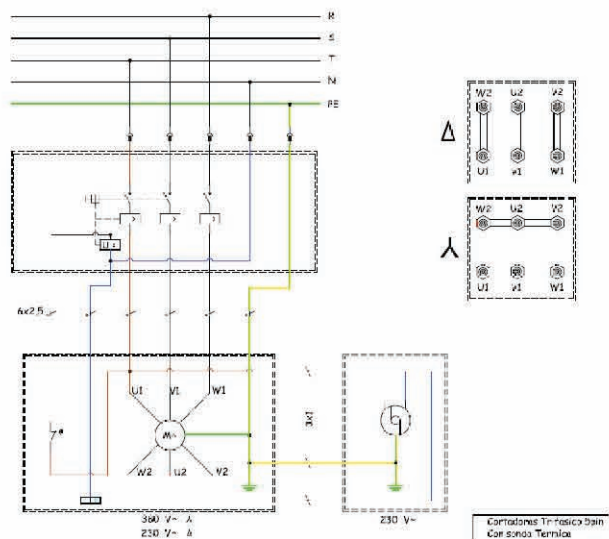 R
S
T
N
PE
W2 U2 V2
Δ
U1 V1 W1
W2 U2 V2
U1 V1 W1
6x2,5
U1 V1 W1
M~
3x1
W2 U2 V2
380 V~
230 V~
230 V~
Cortadoras Trifasico
Con sonda Termica